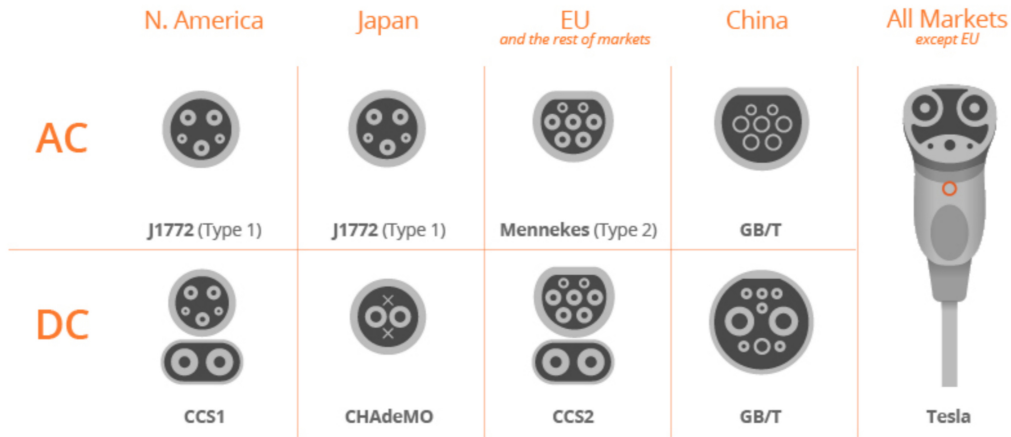 N. America
Japan
EU
and the rest of markets
China
All Markets
except EU
AC
J1772 (Type 1)
J1772 (Type 1)
Mennekes (Type 2)
GB/T
DC
CCS1
CHAdeMO
CCS2
GB/T
Tesla